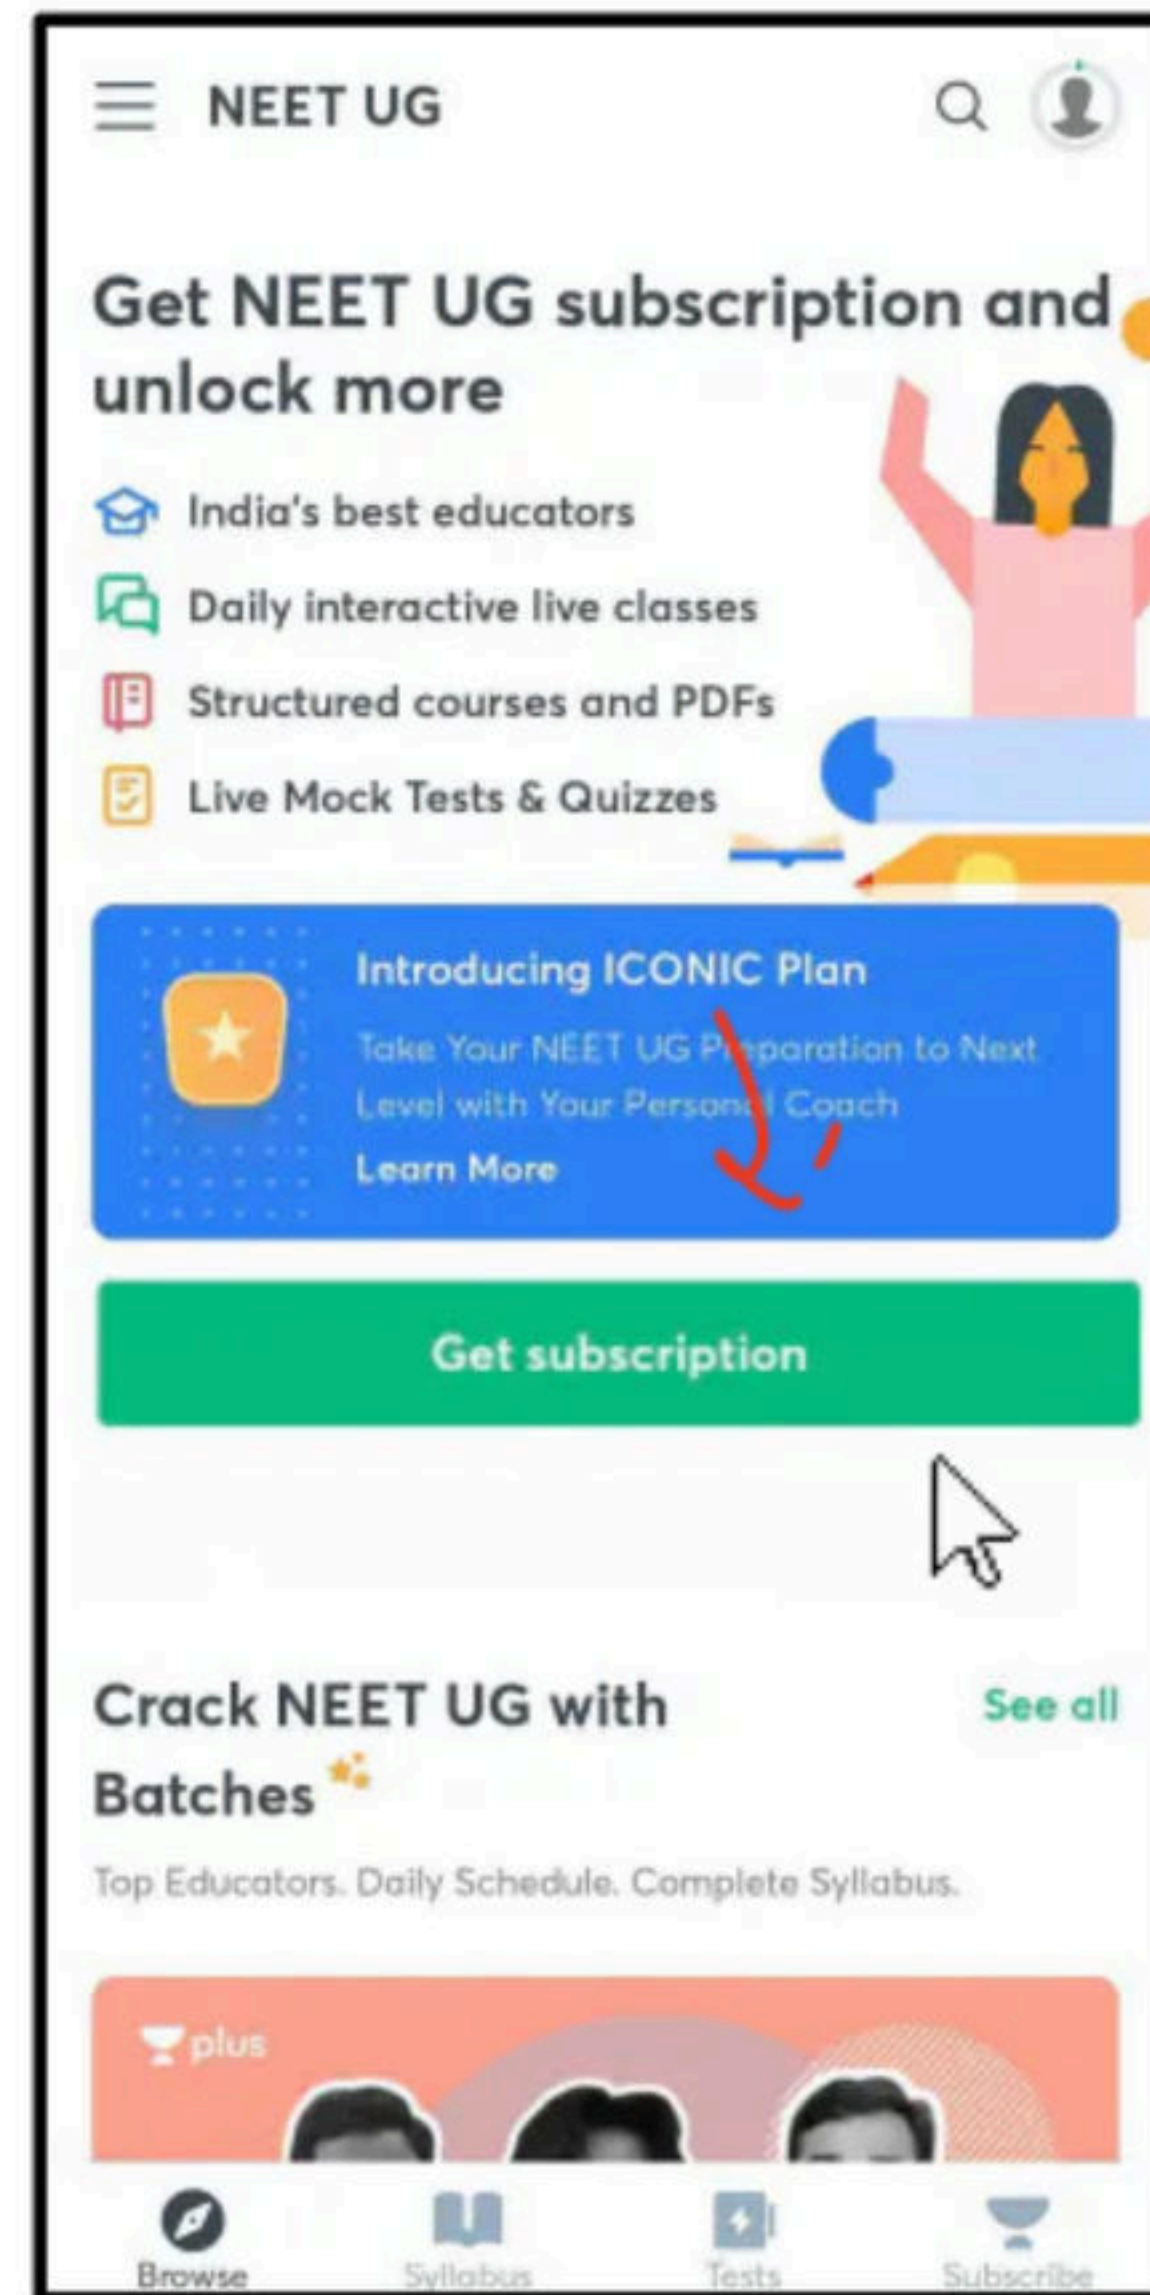 NEET UG
Get NEET UG subscription and
unlock more
India's best educators
Daily interactive live classes
Structured courses and PDFs
Live Mock Tests & Quizzes
Introducing ICONIC Plan
Take Your NEET UG Preparation to Next
Level with Your Personal Coach
Learn More
Get subscription
Crack NEET UG with
See all
Batches
Top Educators. Daily Schedule. Complete Syllabus.
plus
Browse
Syllabus
Tests
Subscribe